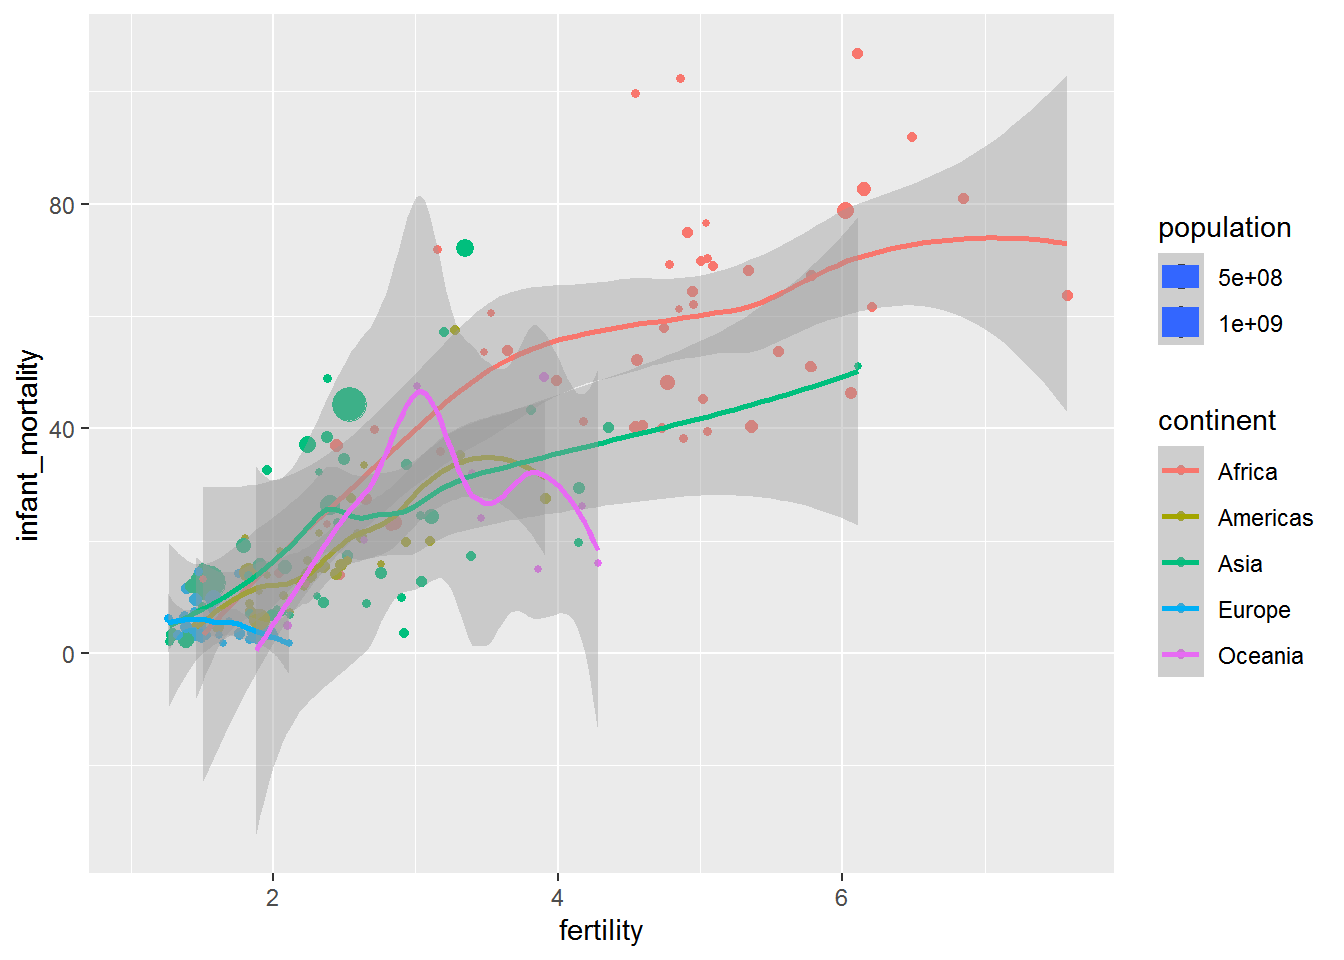 80
40
0
infant_mortality
2
4
6
fertility
population
5e+08
1e+09
continent
Africa
Americas
Asia
Europe
Oceania